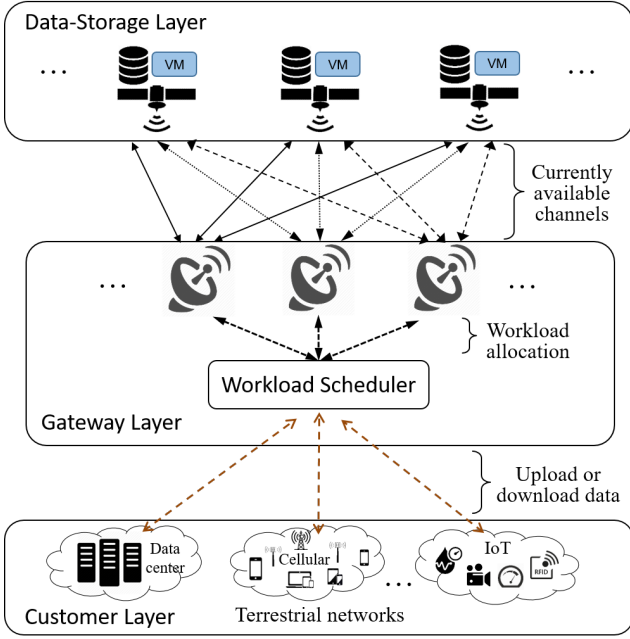 Data-Storage Layer
... VM VM VM ...
Currently
available
channels
... ...
Workload
allocation
Workload Scheduler
Gateway Layer
Upload or
download data
Data
center
Cellular
IoT
RFID
...
Customer Layer
Terrestrial networks